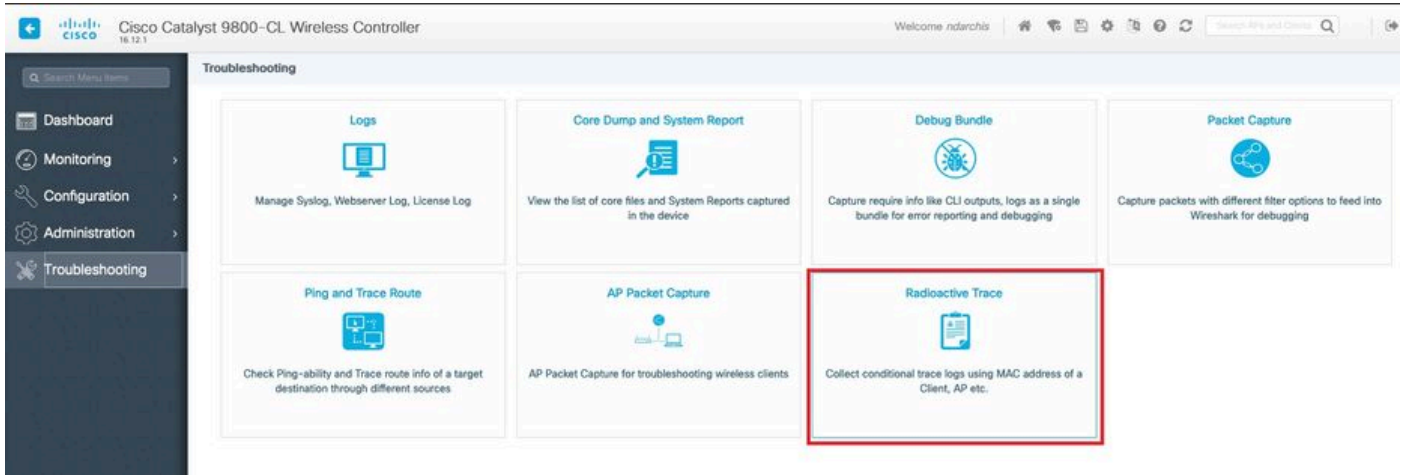 cisco
Cisco Catalyst 9800-CL Wireless Controller
16.12.1
Welcome ndarchis
Search APs and Clients
Search Menu Items
Dashboard
Monitoring
Configuration
Administration
Troubleshooting
Troubleshooting
Logs
Manage Syslog, Webserver Log, License Log
Core Dump and System Report
View the list of core files and System Reports captured
in the device
Debug Bundle
Capture require info like CLI outputs, logs as a single
bundle for error reporting and debugging
Packet Capture
Capture packets with different filter options to feed into
Wireshark for debugging
Ping and Trace Route
Check Ping-ability and Trace route info of a target
destination through different sources
AP Packet Capture
AP Packet Capture for troubleshooting wireless clients
Radioactive Trace
Collect conditional trace logs using MAC address of a
Client, AP etc.